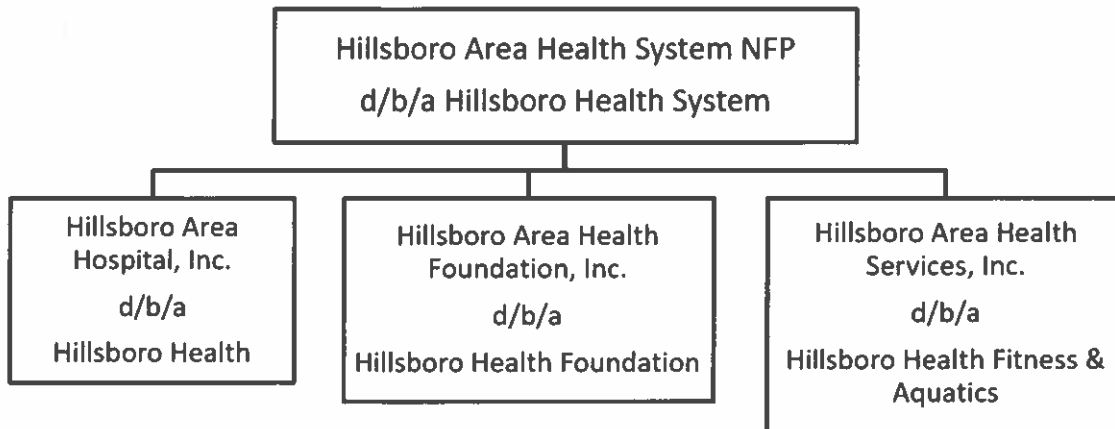 Hillsboro Area Health System NFP
d/b/a Hillsboro Health System
Hillsboro Area
Hospital, Inc.
d/b/a
Hillsboro Health
Hillsboro Area Health
Foundation, Inc.
d/b/a
Hillsboro Health Foundation
Hillsboro Area Health
Services, Inc.
d/b/a
Hillsboro Health Fitness &
Aquatics